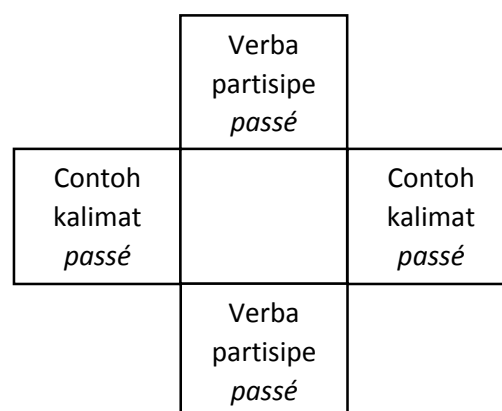 Verba
partisipe
passé
Contoh
kalimat
passé
Contoh
kalimat
passé
Verba
partisipe
passé